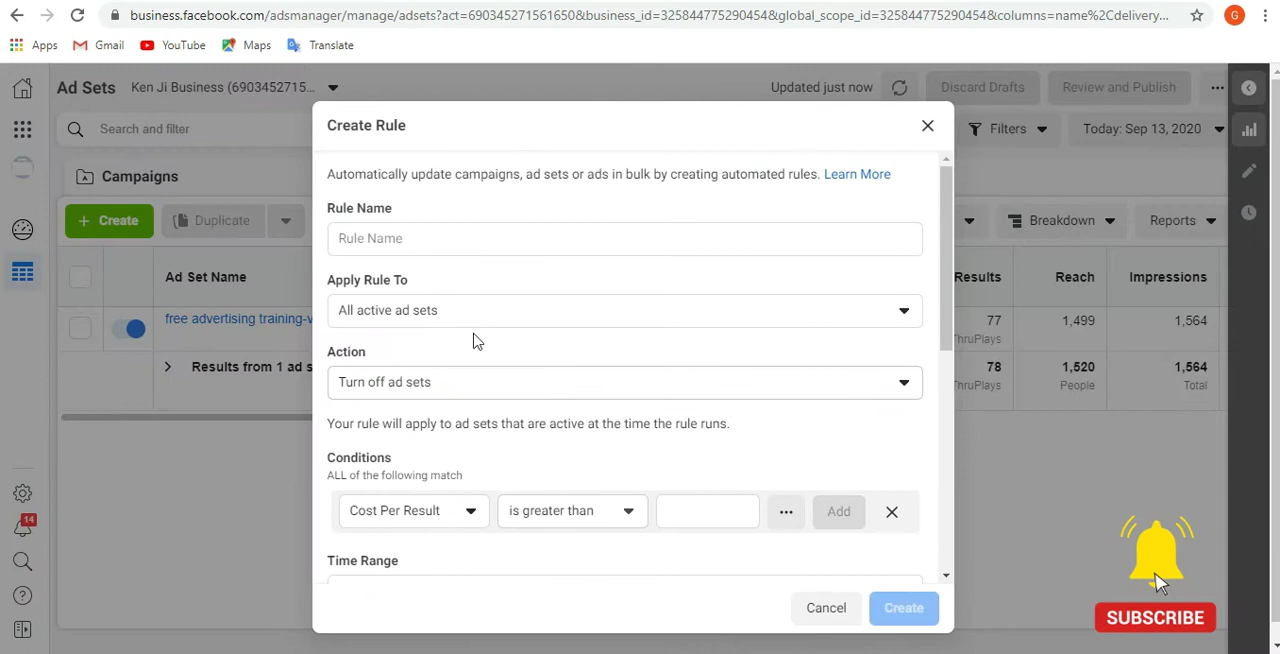 business.facebook.com/adsmanager/manage/adsets?act=690345271561650&business_id=325844775290454&global_scope_id=325844775290454&columns=name%2Cdelivery...
G
Apps Gmail YouTube Maps Translate
Ad Sets Ken Ji Business (6903452715... Updated just now Discard Drafts Review and Publish ...
Create Rule
Search and filter Filters Today: Sep 13, 2020
Automatically update campaigns, ad sets or ads in bulk by creating automated rules. Learn More
Campaigns
Rule Name
+ Create Duplicate Breakdown Reports
Rule Name
Ad Set Name Results Reach Impressions
Apply Rule To
All active ad sets
free advertising training-v 77 1,499 1,564
ThruPlays
Action
Results from 1 ad s 78 1,520 1,564
ThruPlays People Total
Turn off ad sets
Your rule will apply to ad sets that are active at the time the rule runs.
Conditions
ALL of the following match
Cost Per Result is greater than ... Add
14
Time Range
Cancel Create
SUBSCRIBE